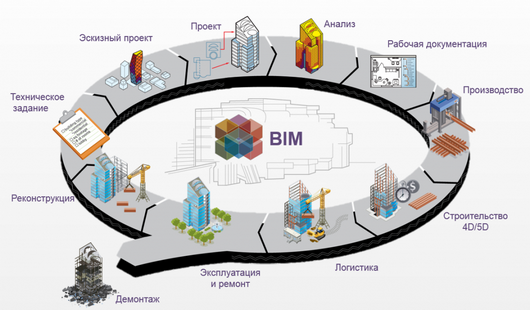 Эскизный проект
Проект
Анализ
Рабочая документация
Производство
Строительство
4D/5D
Логистика
Эксплуатация
и ремонт
Демонтаж
Реконструкция
Техническое
задание
BIM